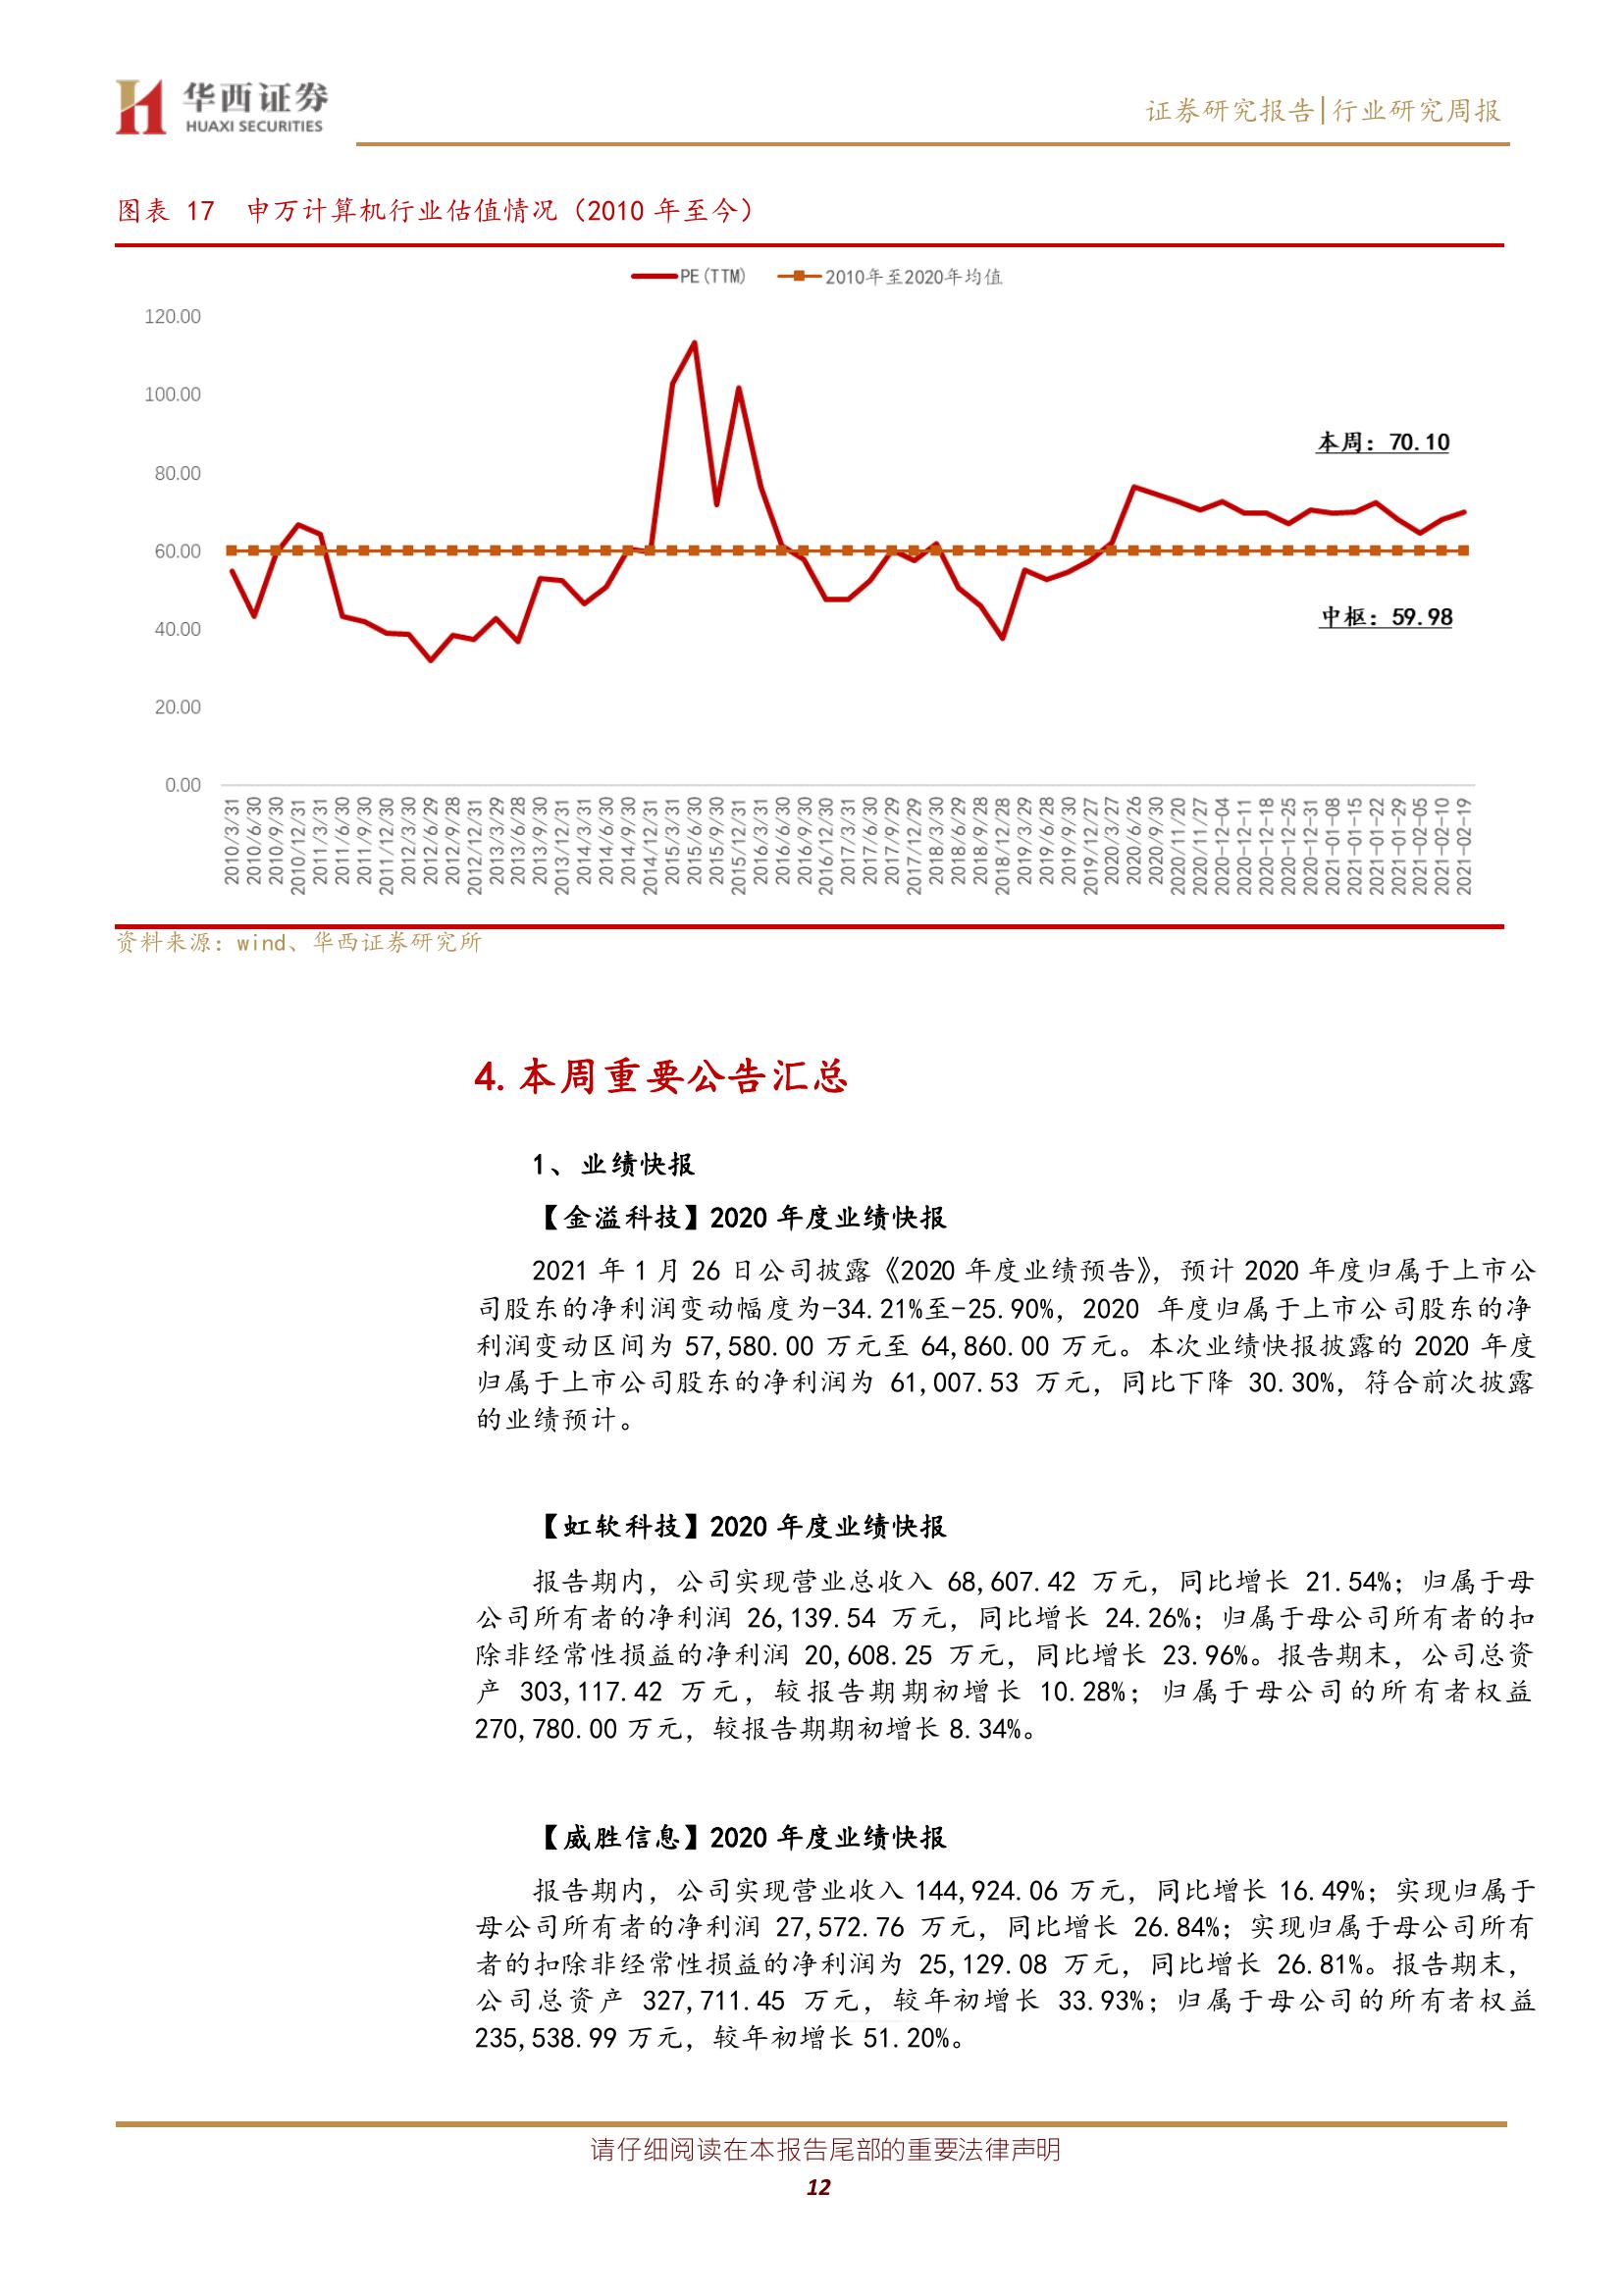 华西证券
HUAXI SECURITIES
证券研究报告|行业研究周报
图表 17 申万计算机行业估值情况（2010 年至今）
PE(TTM) 2010年至2020年均值
120.00
100.00
80.00
60.00
40.00
20.00
0.00
本周：70.10
中枢：59.98
2010/3/31
2010/6/30
2010/9/30
2010/12/31
2011/3/31
2011/6/30
2011/9/30
2011/12/30
2012/3/30
2012/6/29
2012/9/28
2012/12/31
2013/3/29
2013/6/28
2013/9/30
2013/12/31
2014/3/31
2014/6/30
2014/9/30
2014/12/31
2015/3/31
2015/6/30
2015/9/30
2015/12/31
2016/3/31
2016/6/30
2016/9/30
2016/12/30
2017/3/31
2017/6/30
2017/9/29
2017/12/29
2018/3/30
2018/6/29
2018/9/28
2018/12/28
2019/3/29
2019/6/28
2019/9/30
2019/12/27
2020/3/27
2020/6/26
2020/9/30
2020/11/20
2020/11/27
2020-12-04
2020-12-11
2020-12-18
2020-12-25
2020-12-31
2021-01-08
2021-01-15
2021-01-22
2021-01-29
2021-02-05
2021-02-10
2021-02-19
资料来源：wind、华西证券研究所
4. 本周重要公告汇总
1、业绩快报
【金溢科技】2020 年度业绩快报
2021 年 1 月 26 日公司披露《2020 年度业绩预告》，预计 2020 年度归属于上市公
司股东的净利润变动幅度为-34.21%至-25.90%，2020 年度归属于上市公司股东的净
利润变动区间为 57,580.00 万元至 64,860.00 万元。本次业绩快报披露的 2020 年度
归属于上市公司股东的净利润为 61,007.53 万元，同比下降 30.30%，符合前次披露
的业绩预计。
【虹软科技】2020 年度业绩快报
报告期内，公司实现营业总收入 68,607.42 万元，同比增长 21.54%；归属于母
公司所有者的净利润 26,139.54 万元，同比增长 24.26%；归属于母公司所有者的扣
除非经常性损益的净利润 20,608.25 万元，同比增长 23.96%。报告期末，公司总资
产 303,117.42 万元，较报告期期初增长 10.28%；归属于母公司的所有者权益
270,780.00 万元，较报告期期初增长 8.34%。
【威胜信息】2020 年度业绩快报
报告期内，公司实现营业收入 144,924.06 万元，同比增长 16.49%；实现归属于
母公司所有者的净利润 27,572.76 万元，同比增长 26.84%；实现归属于母公司所有
者的扣除非经常性损益的净利润为 25,129.08 万元，同比增长 26.81%。报告期末，
公司总资产 327,711.45 万元，较年初增长 33.93%；归属于母公司的所有者权益
235,538.99 万元，较年初增长 51.20%。
请仔细阅读在本报告尾部的重要法律声明
12